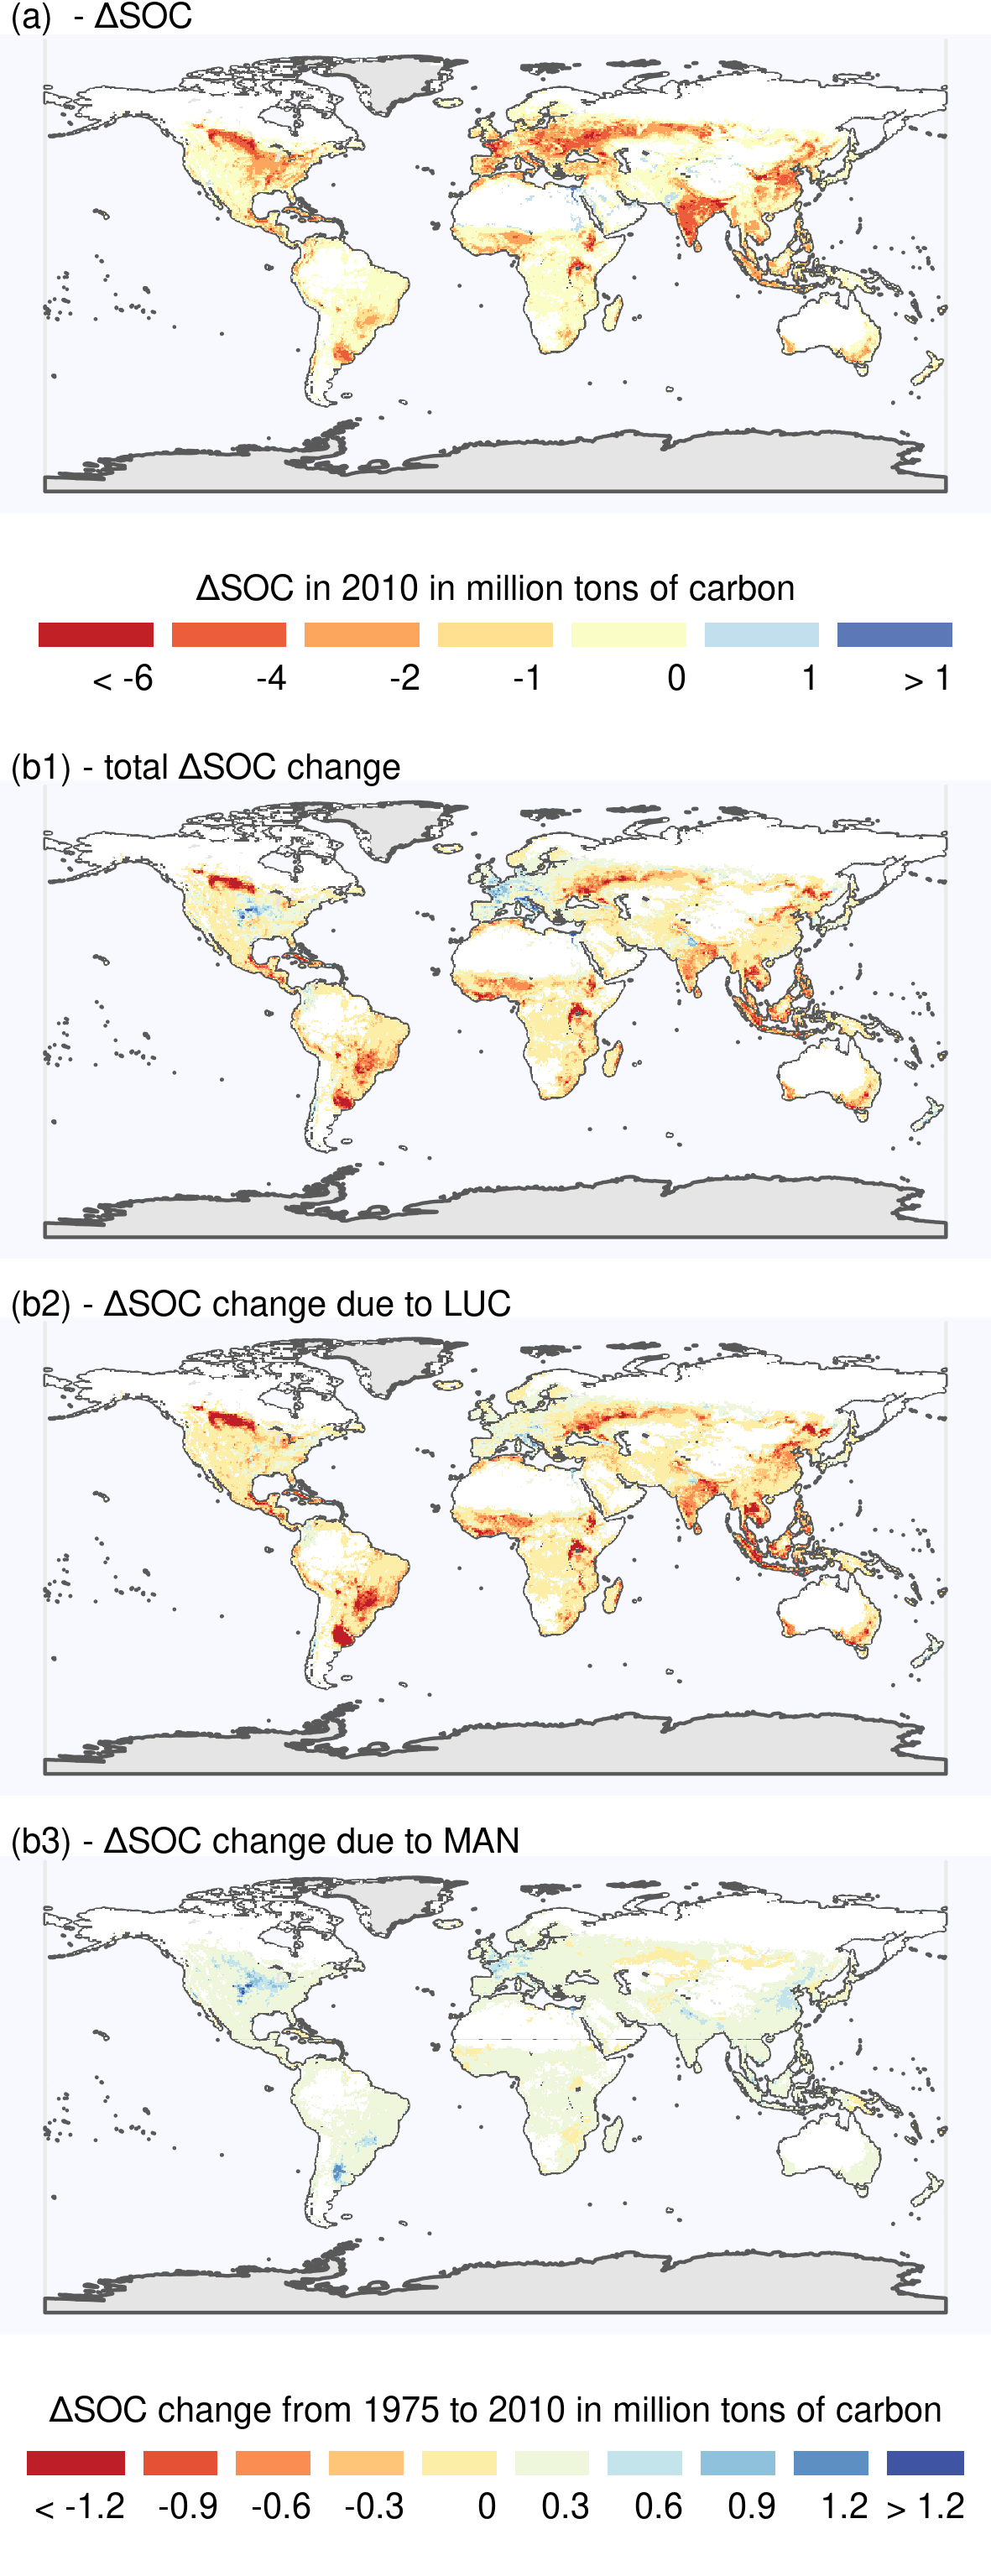 (a) - ΔSOC
ΔSOC in 2010 in million tons of carbon
< -6 -4 -2 -1 0 1 > 1
(b1) - total ΔSOC change
(b2) - ΔSOC change due to LUC
(b3) - ΔSOC change due to MAN
ΔSOC change from 1975 to 2010 in million tons of carbon
< -1.2 -0.9 -0.6 -0.3 0 0.3 0.6 0.9 1.2 > 1.2